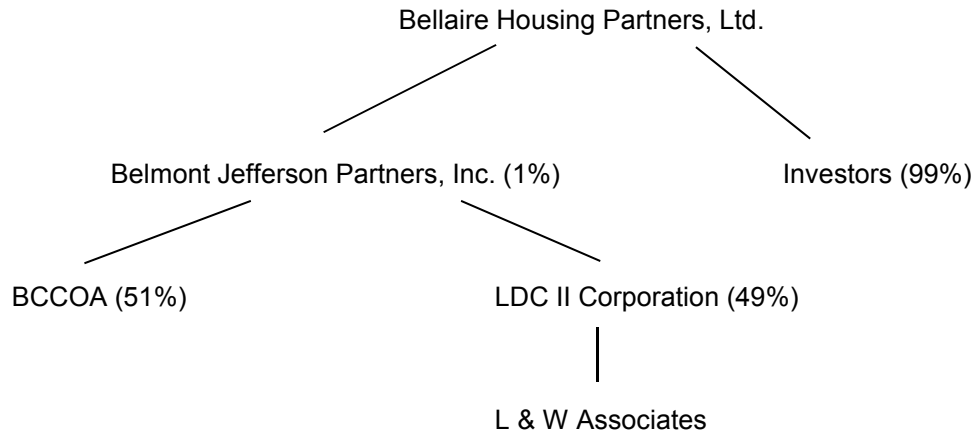 Bellaire Housing Partners, Ltd.
Belmont Jefferson Partners, Inc. (1%)
Investors (99%)
BCCOA (51%)
LDC II Corporation (49%)
L & W Associates